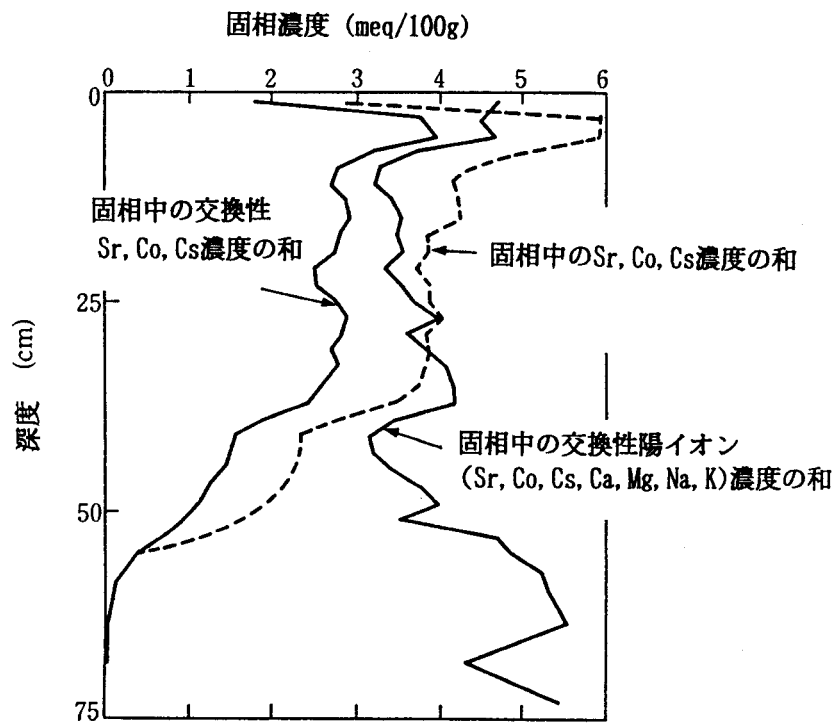 固相濃度 (meq/100g)
0 1 2 3 4 5 6
0
固相中の交換性
Sr, Co, Cs濃度の和
固相中のSr, Co, Cs濃度の和
25
深度 (cm)
固相中の交換性陽イオン
(Sr, Co, Cs, Ca, Mg, Na, K)濃度の和
50
75